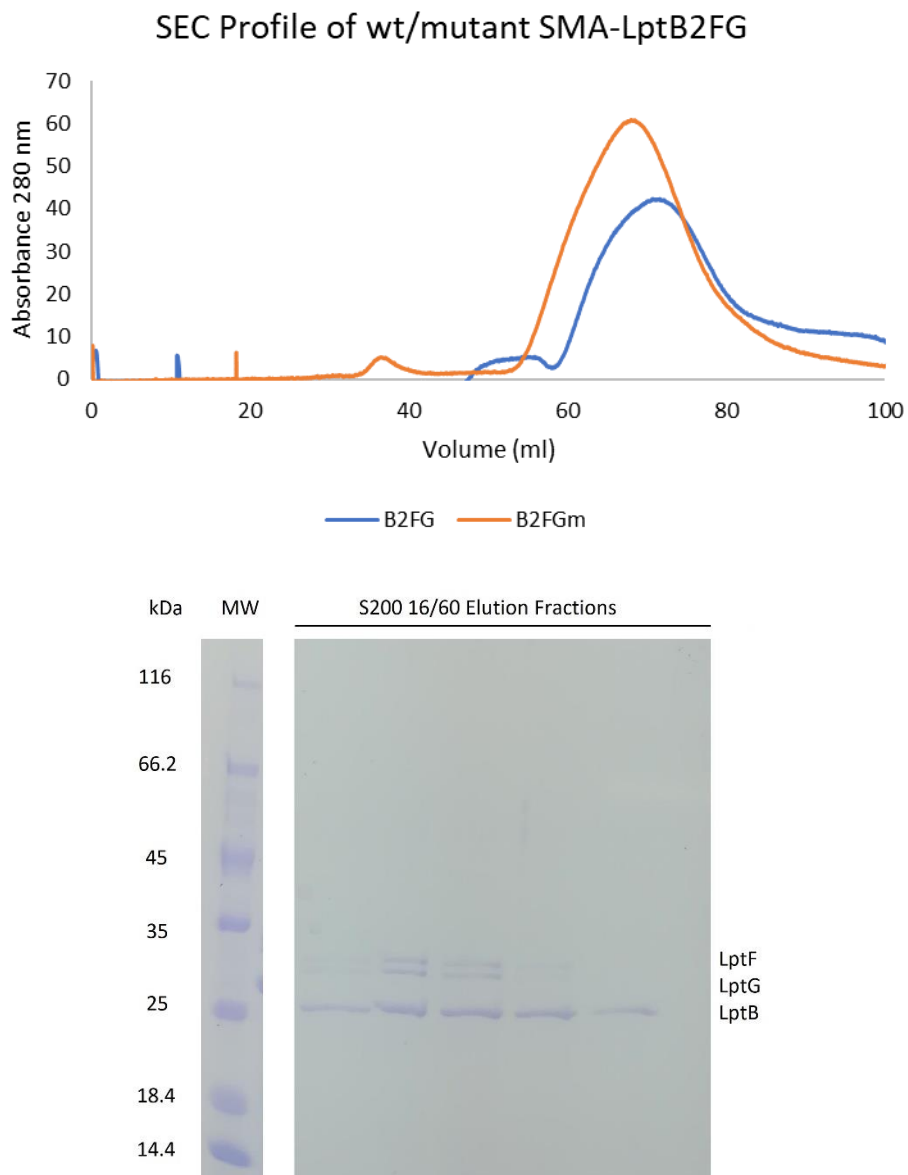 SEC Profile of wt/mutant SMA-LptB2FG
Absorbance 280 nm
70
60
50
40
30
20
10
0
0 20 40 60 80 100
Volume (ml)
B2FG B2FGm
kDa MW S200 16/60 Elution Fractions
116
66.2
45
35
25
18.4
14.4
LptF
LptG
LptB